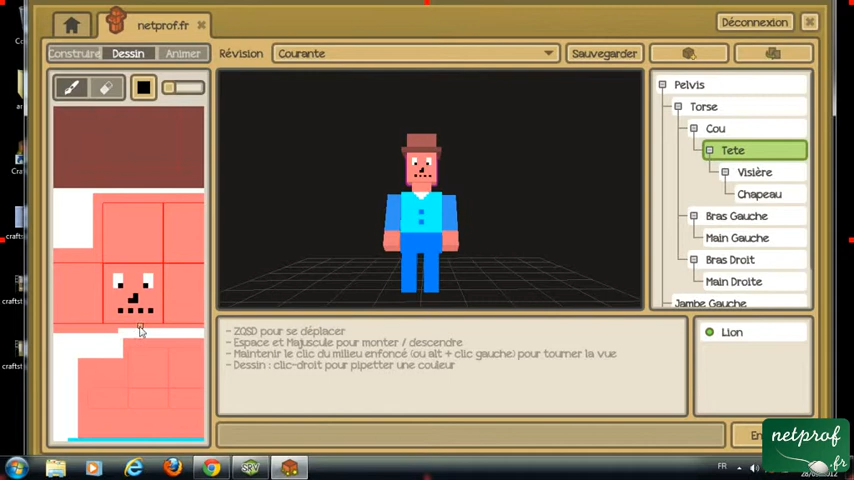 netprof.fr
Déconnexion
Construire Dessin Animer
Révision Courante Sauvegarder
Pelvis
Torse
Cou
Tete
Visière
Chapeau
Bras Gauche
Main Gauche
Bras Droit
Main Droite
Jambe Gauche
- ZQSD pour se déplacer
- Espace et Majuscule pour monter / descendre
- Maintenir le clic du milieu enfoncé (ou alt + clic gauche) pour tourner la vue
- Dessin : clic-droit pour pipetter une couleur
Lion
netprof
.fr
SRV
FR